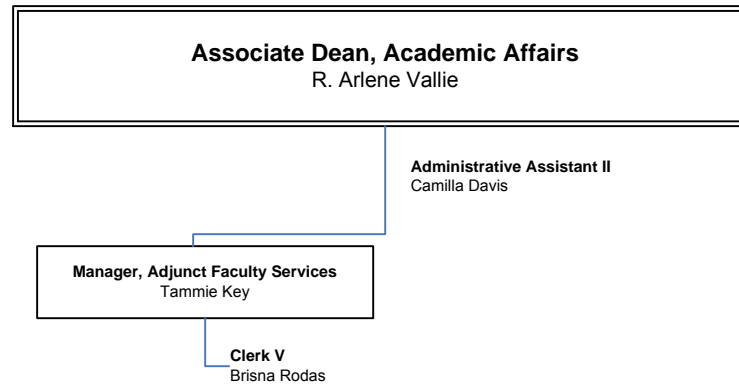 Associate Dean, Academic Affairs
R. Arlene Vallie
Administrative Assistant II
Camilla Davis
Manager, Adjunct Faculty Services
Tammie Key
Clerk V
Brisna Rodas